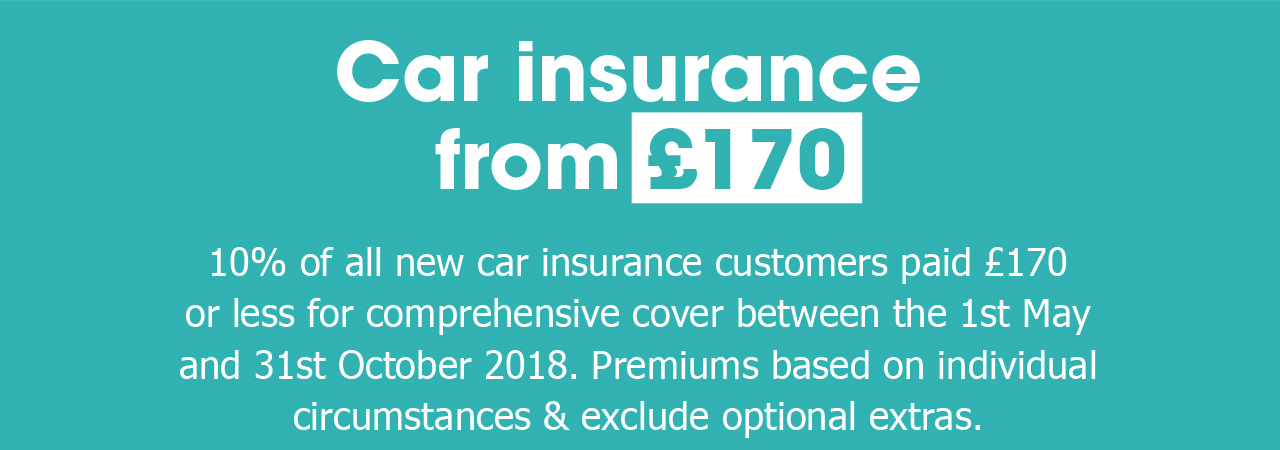 Car insurance
from £170
10% of all new car insurance customers paid £170
or less for comprehensive cover between the 1st May
and 31st October 2018. Premiums based on individual
circumstances & exclude optional extras.